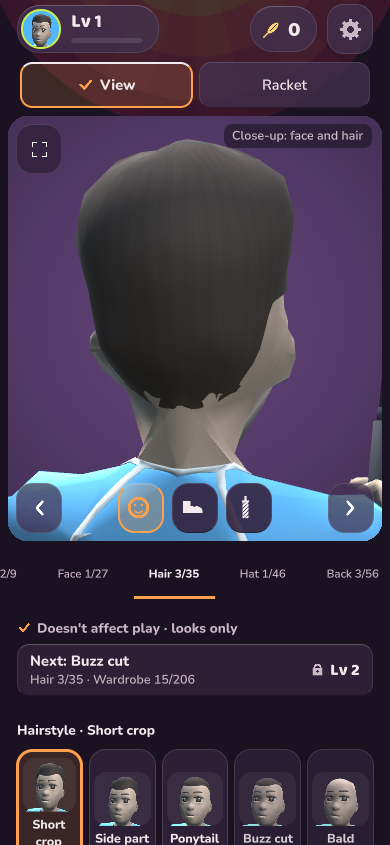 Lv 1
0
View
Racket
Close-up: face and hair
2/9
Face 1/27
Hair 3/35
Hat 1/46
Back 3/56
Doesn't affect play · looks only
Next: Buzz cut
Hair 3/35 · Wardrobe 15/206
Lv 2
Hairstyle · Short crop
Short
crop
Side part
Ponytail
Buzz cut
Bald